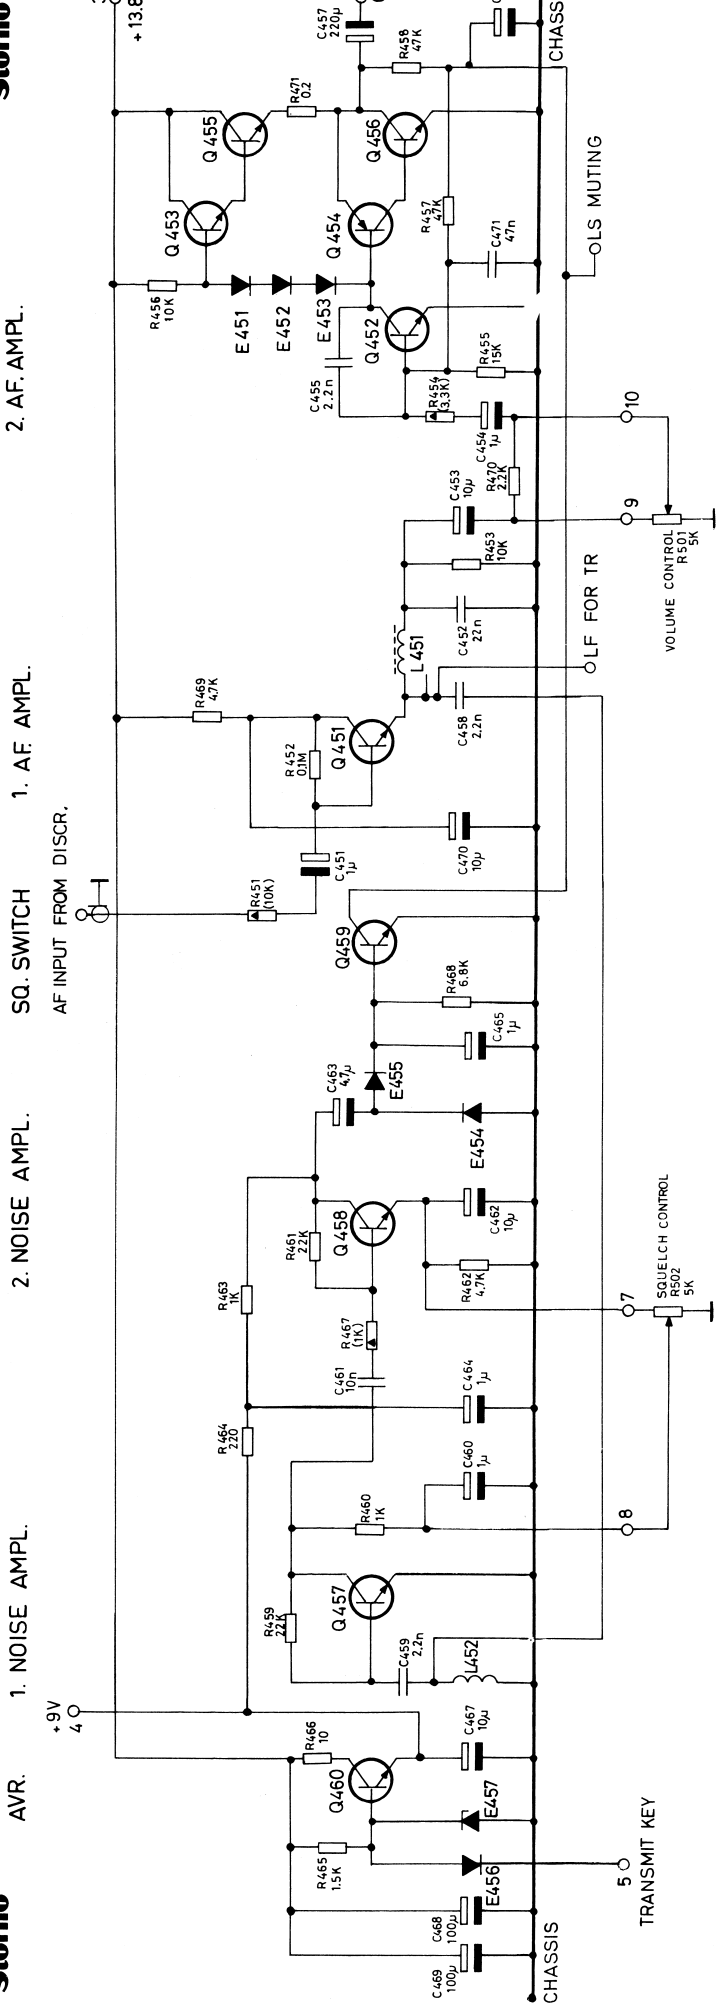 Storno
Storno
AVR.
1. NOISE AMPL.
2. NOISE AMPL.
SQ. SWITCH
1. AF. AMPL.
2. AF. AMPL.
AF INPUT FROM DISCR.
+9V
4
+13.8
R466
10
Q460
R465
1.5K
C468
100µ
C469
100µ
E456
E457
C467
10µ
5
TRANSMIT KEY
CHASSIS
R459
22K
Q457
C459
2.2n
L452
R460
1K
C460
1µ
8
R464
220
R463
1K
C464
1µ
C461
10n
R467
(1K)
R461
22K
Q458
R462
4.7K
C462
10µ
7
SQUELCH CONTROL
R502
5K
C463
4.7µ
E455
E454
C465
1µ
R468
6.8K
Q459
R451
(10K)
C451
1µ
R452
0.1M
R469
4.7K
Q451
C470
10µ
C458
2.2n
L451
LF FOR TR
C452
22n
R453
10K
C453
10µ
R470
2.2K
9
10
VOLUME CONTROL
R501
5K
C454
1µ
R454
(3.3K)
C455
2.2n
R455
15K
Q452
R456
10K
E451
E452
E453
Q453
Q454
Q455
Q456
R471
0.2
R457
47K
C471
47n
R458
47K
C457
220µ
LS MUTING
CHASS